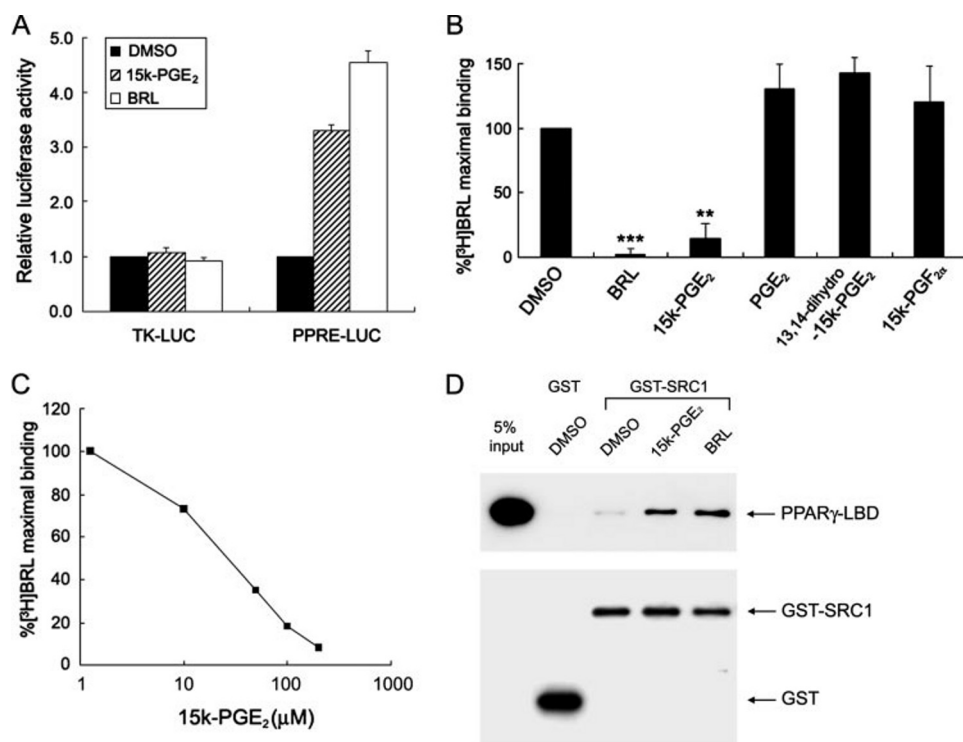 A
Relative luciferase activity
5.0
4.0
3.0
2.0
1.0
0.0
DMSO
15k-PGE₂
BRL
TK-LUC
PPRE-LUC
B
%[³H]BRL maximal binding
150
100
50
0
***
**
DMSO
BRL
15k-PGE₂
PGE₂
13,14-dihydro
-15k-PGE₂
15k-PGF₂α
C
%[³H]BRL maximal binding
120
100
80
60
40
20
0
1
10
100
1000
15k-PGE₂(μM)
D
GST
GST-SRC1
5%
input
DMSO
DMSO
15k-PGE₂
BRL
PPARγ-LBD
GST-SRC1
GST